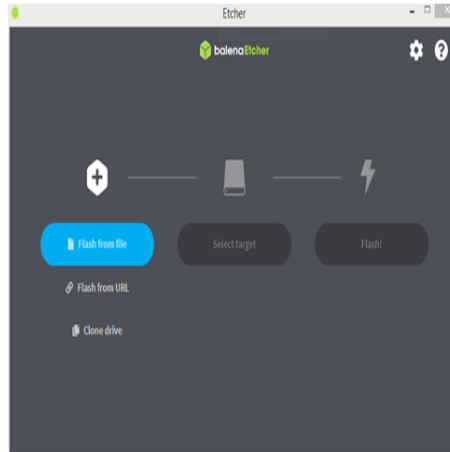 Etcher
balenaEtcher
Flash from file
Select target
Flash!
Flash from URL
Clone drive